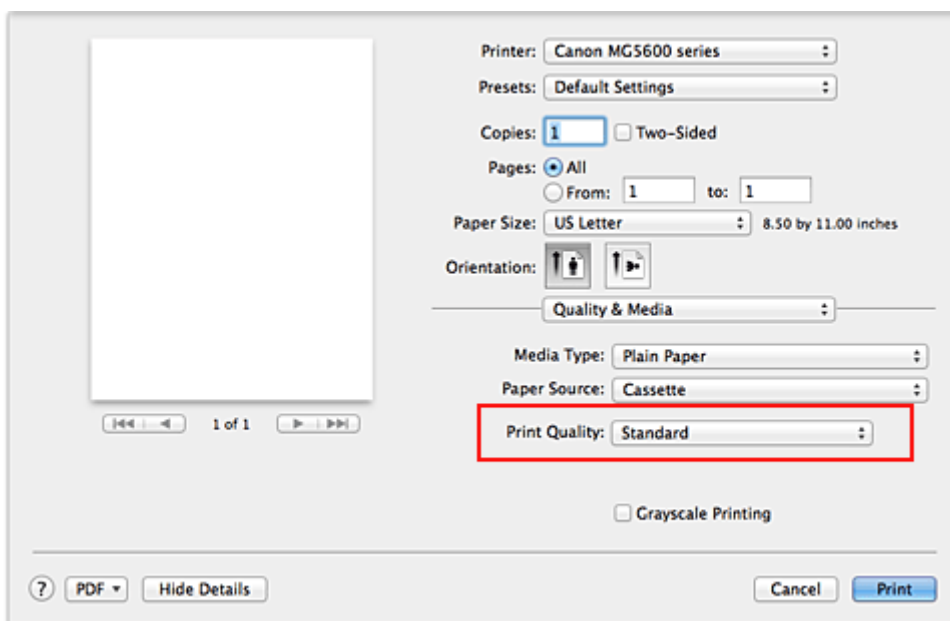 Printer: Canon MG5600 series
Presets: Default Settings
Copies: 1 Two-Sided
Pages: All
From: 1 to: 1
Paper Size: US Letter 8.50 by 11.00 inches
Orientation:
Quality & Media
Media Type: Plain Paper
Paper Source: Cassette
1 of 1
Print Quality: Standard
Grayscale Printing
? PDF Hide Details Cancel Print